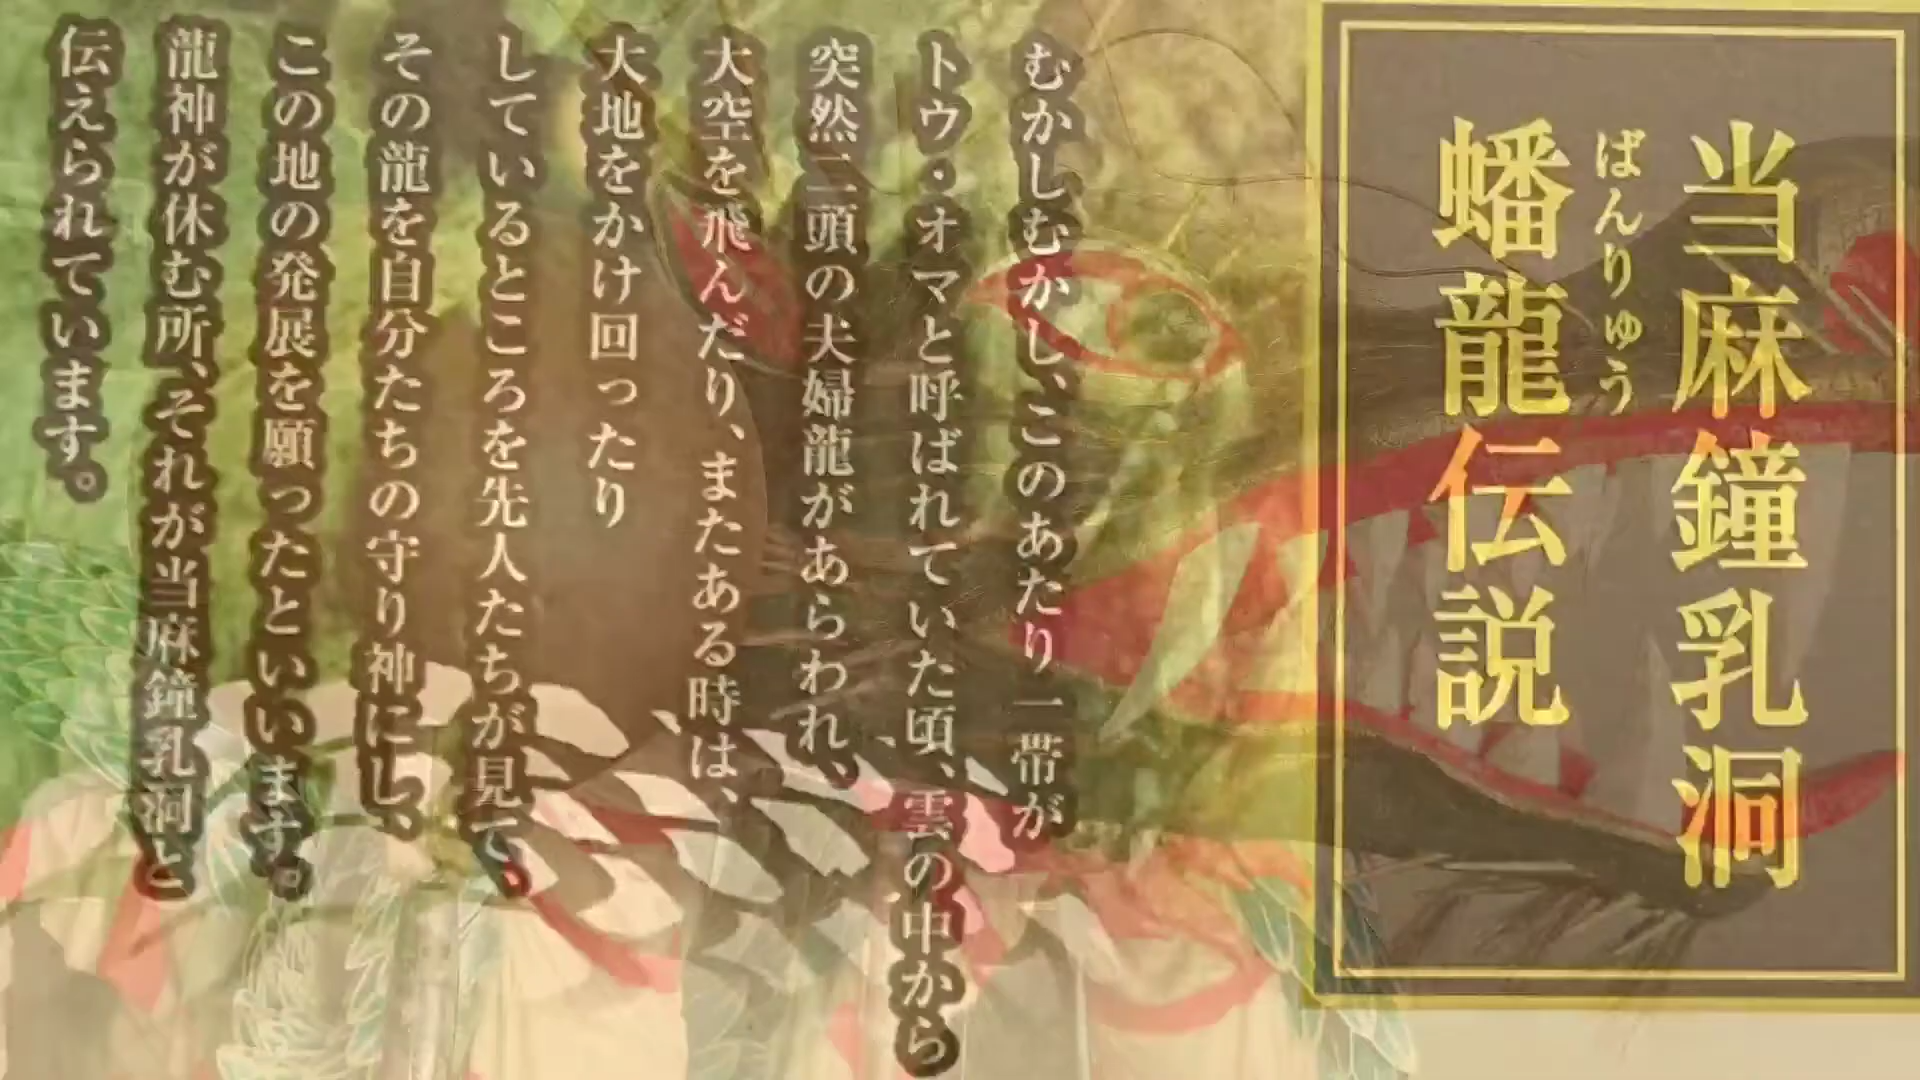 当麻鐘乳洞
ばんりゅう
蟠龍伝説
むかしむかし、このあたり一帯が
トウ・オマと呼ばれていた頃、雲の中から
突然二頭の夫婦龍があらわれ、
大空を飛んだり、またある時は、
大地をかけ回ったり
しているところを先人たちが見て、
その龍を自分たちの守り神にし、
この地の発展を願ったといいます。
龍神が休む所、それが当麻鐘乳洞と
伝えられています。